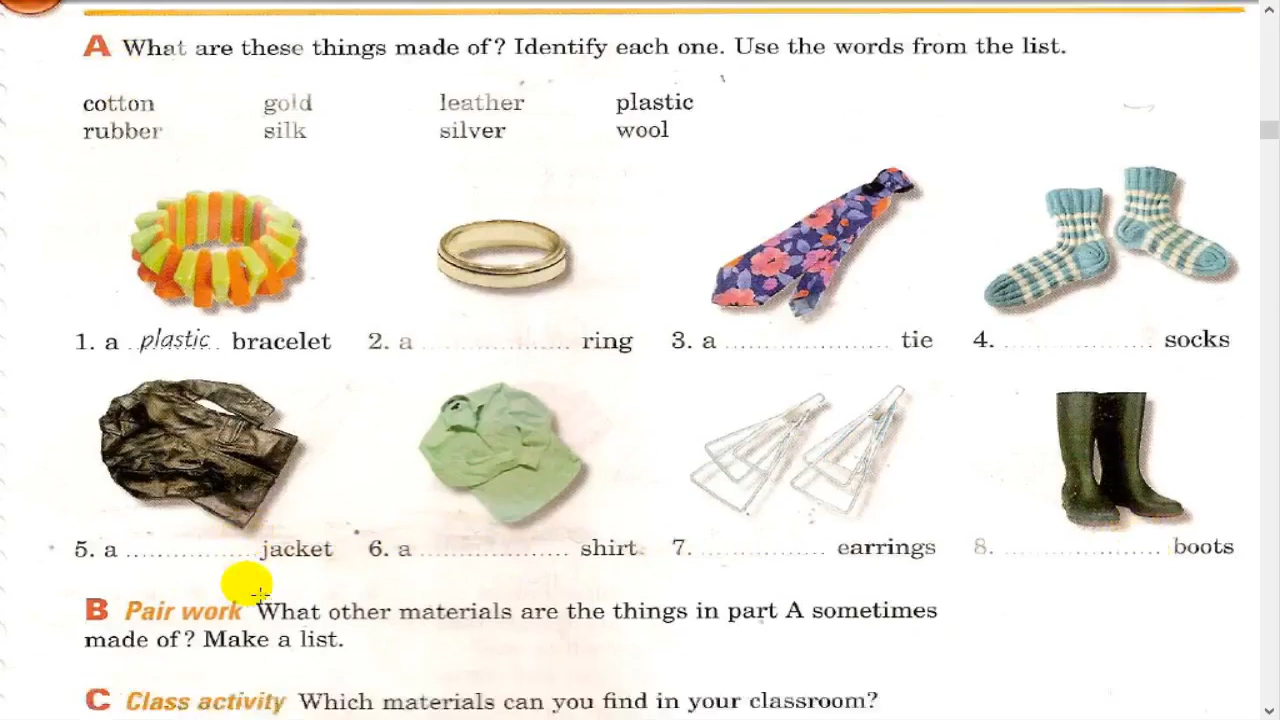 A What are these things made of? Identify each one. Use the words from the list.
cotton gold leather plastic
rubber silk silver wool
1. a plastic bracelet 2. a .................... ring 3. a .................... tie 4. .................... socks
5. a .................... jacket 6. a .................... shirt 7. .................... earrings 8. .................... boots
B Pair work What other materials are the things in part A sometimes
made of? Make a list.
C Class activity Which materials can you find in your classroom?